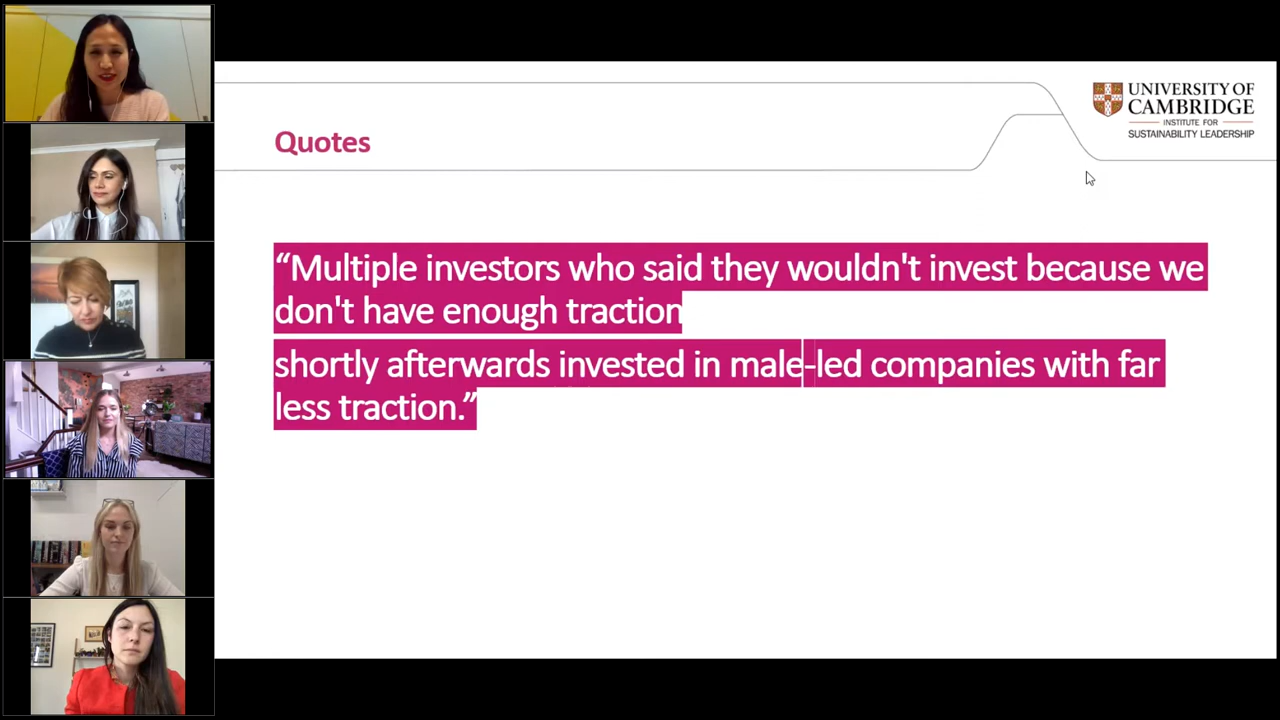 UNIVERSITY OF
CAMBRIDGE
INSTITUTE FOR
SUSTAINABILITY LEADERSHIP
Quotes
“Multiple investors who said they wouldn't invest because we
don't have enough traction
shortly afterwards invested in male-led companies with far
less traction.”